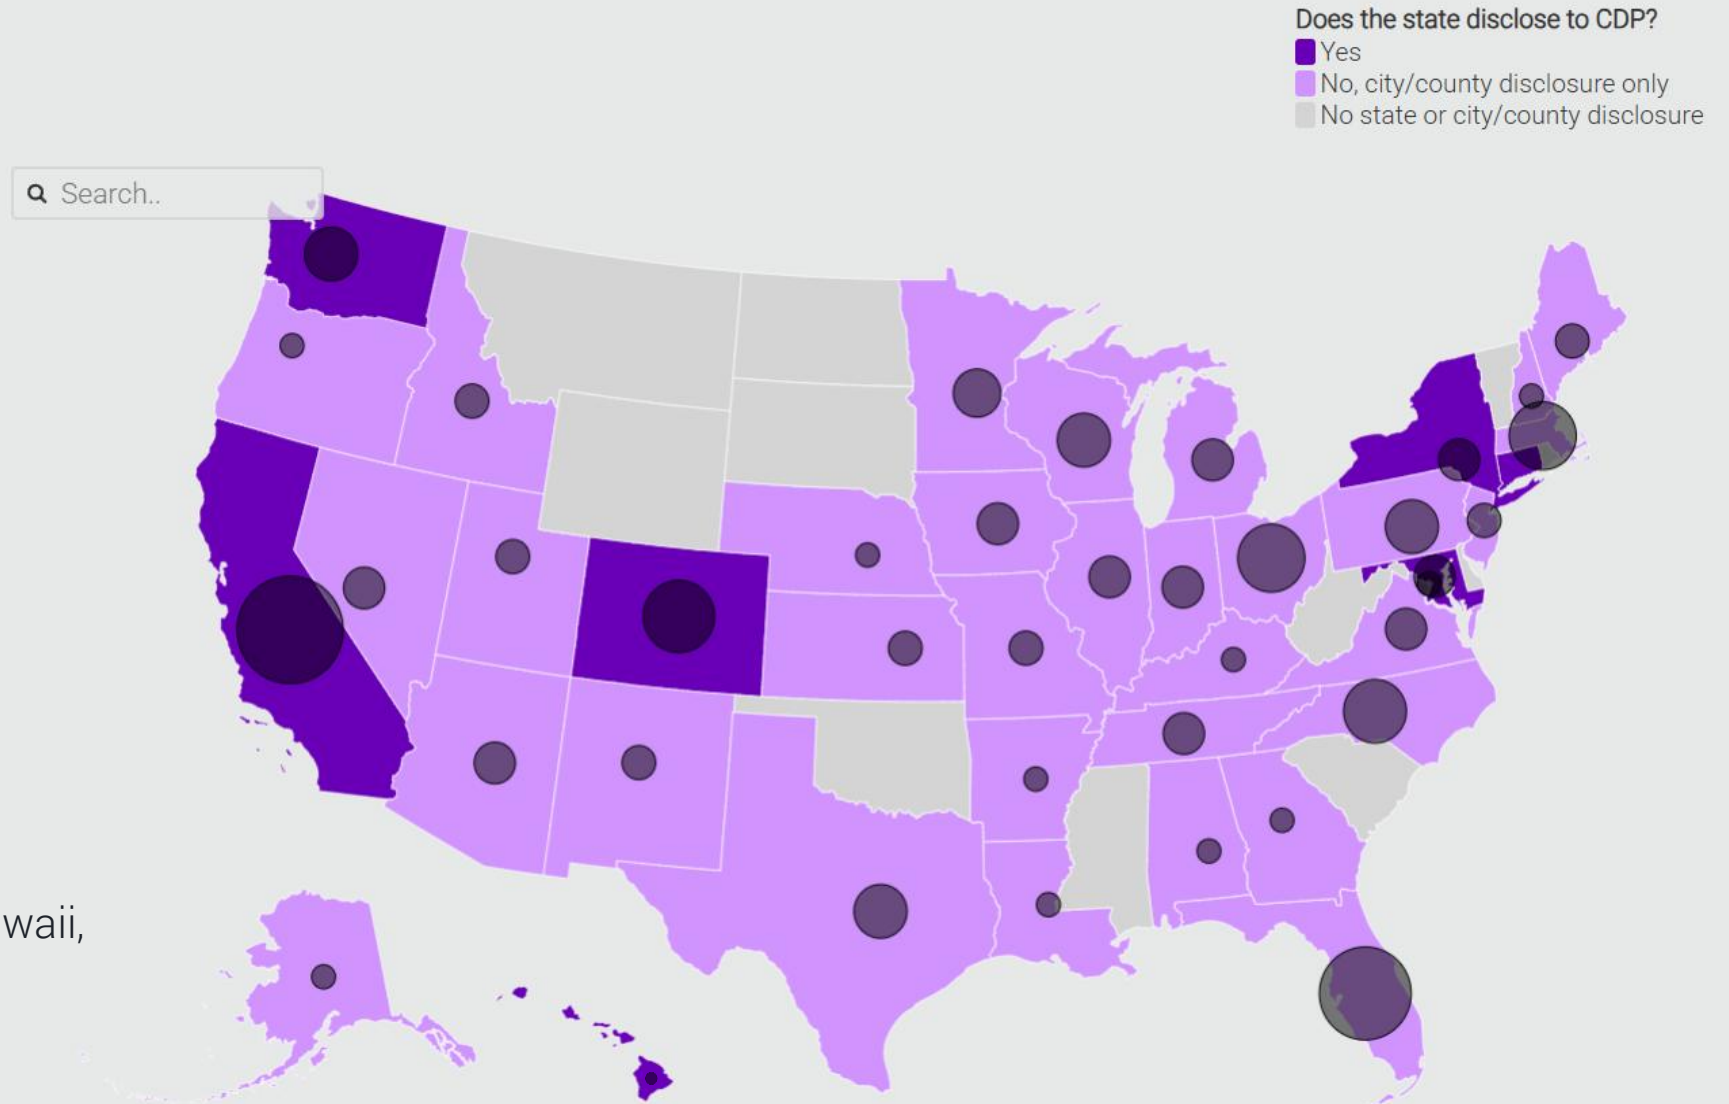 Does the state disclose to CDP?
Yes
No, city/county disclosure only
No state or city/county disclosure
Search..
waii,